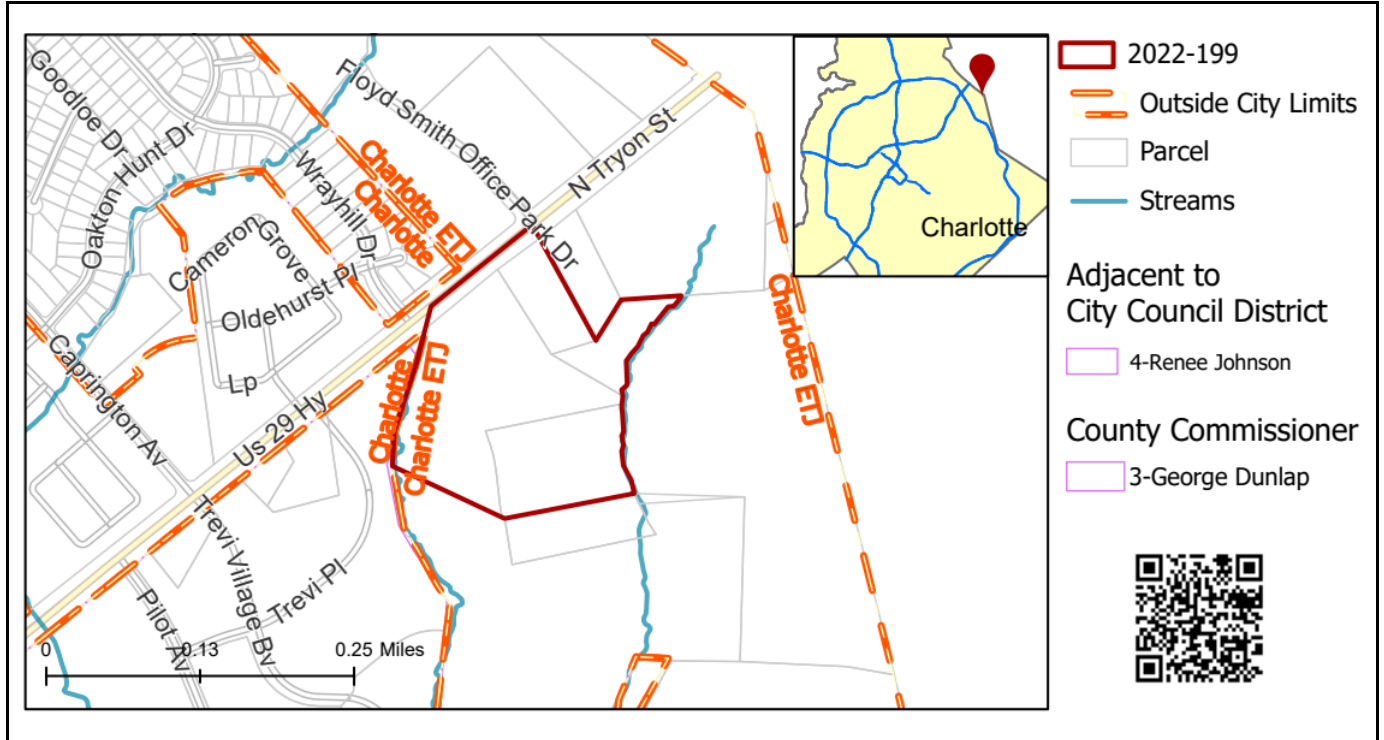 Goodloe Dr
Oakton Hunt Dr
Wrayhill Dr
Floyd Smith Office Park Dr
N Tryon St
Charlotte ETJ
Charlotte
Cameron
Grove
Oldehurst Pl
Lp
Caprington Av
Us 29 Hy
Charlotte
Charlotte ETJ
Charlotte ETJ
Trevi Village Bv
Trevi Pl
Pilot Av
0 0.13 0.25 Miles
Charlotte
2022-199
Outside City Limits
Parcel
Streams
Adjacent to
City Council District
4-Renee Johnson
County Commissioner
3-George Dunlap